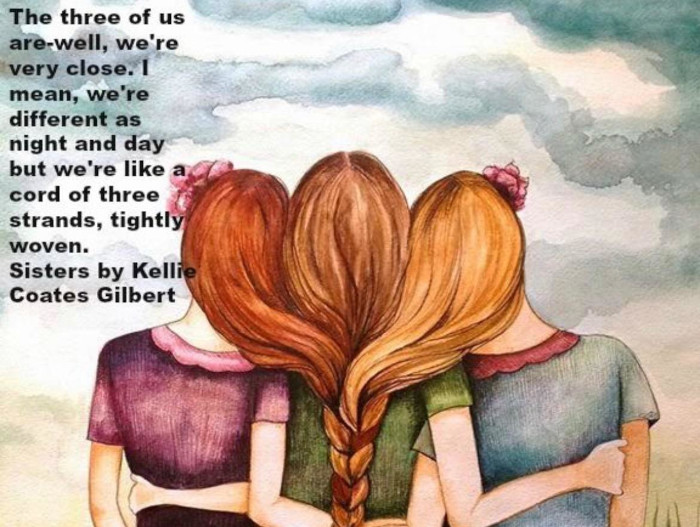 The three of us
are-well, we're
very close. I
mean, we're
different as
night and day
but we're like a
cord of three
strands, tightly
woven.
Sisters by Kellie
Coates Gilbert